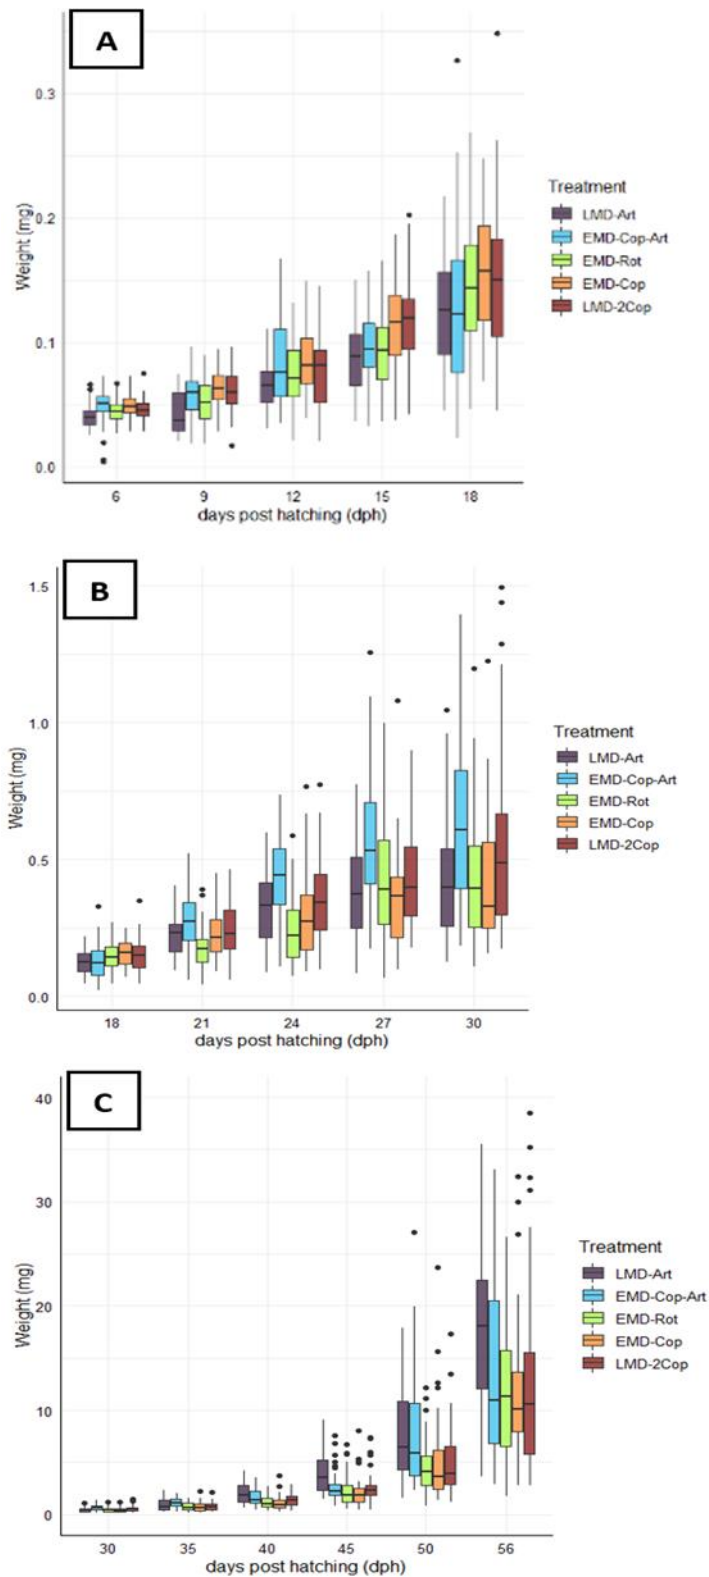 A
Weight (mg)
0.3
0.2
0.1
0.0
6 9 12 15 18
days post hatching (dph)
Treatment
LMD-Art
EMD-Cop-Art
EMD-Rot
EMD-Cop
LMD-2Cop
B
Weight (mg)
1.5
1.0
0.5
0.0
18 21 24 27 30
days post hatching (dph)
Treatment
LMD-Art
EMD-Cop-Art
EMD-Rot
EMD-Cop
LMD-2Cop
C
Weight (mg)
40
30
20
10
0
30 35 40 45 50 56
days post hatching (dph)
Treatment
LMD-Art
EMD-Cop-Art
EMD-Rot
EMD-Cop
LMD-2Cop